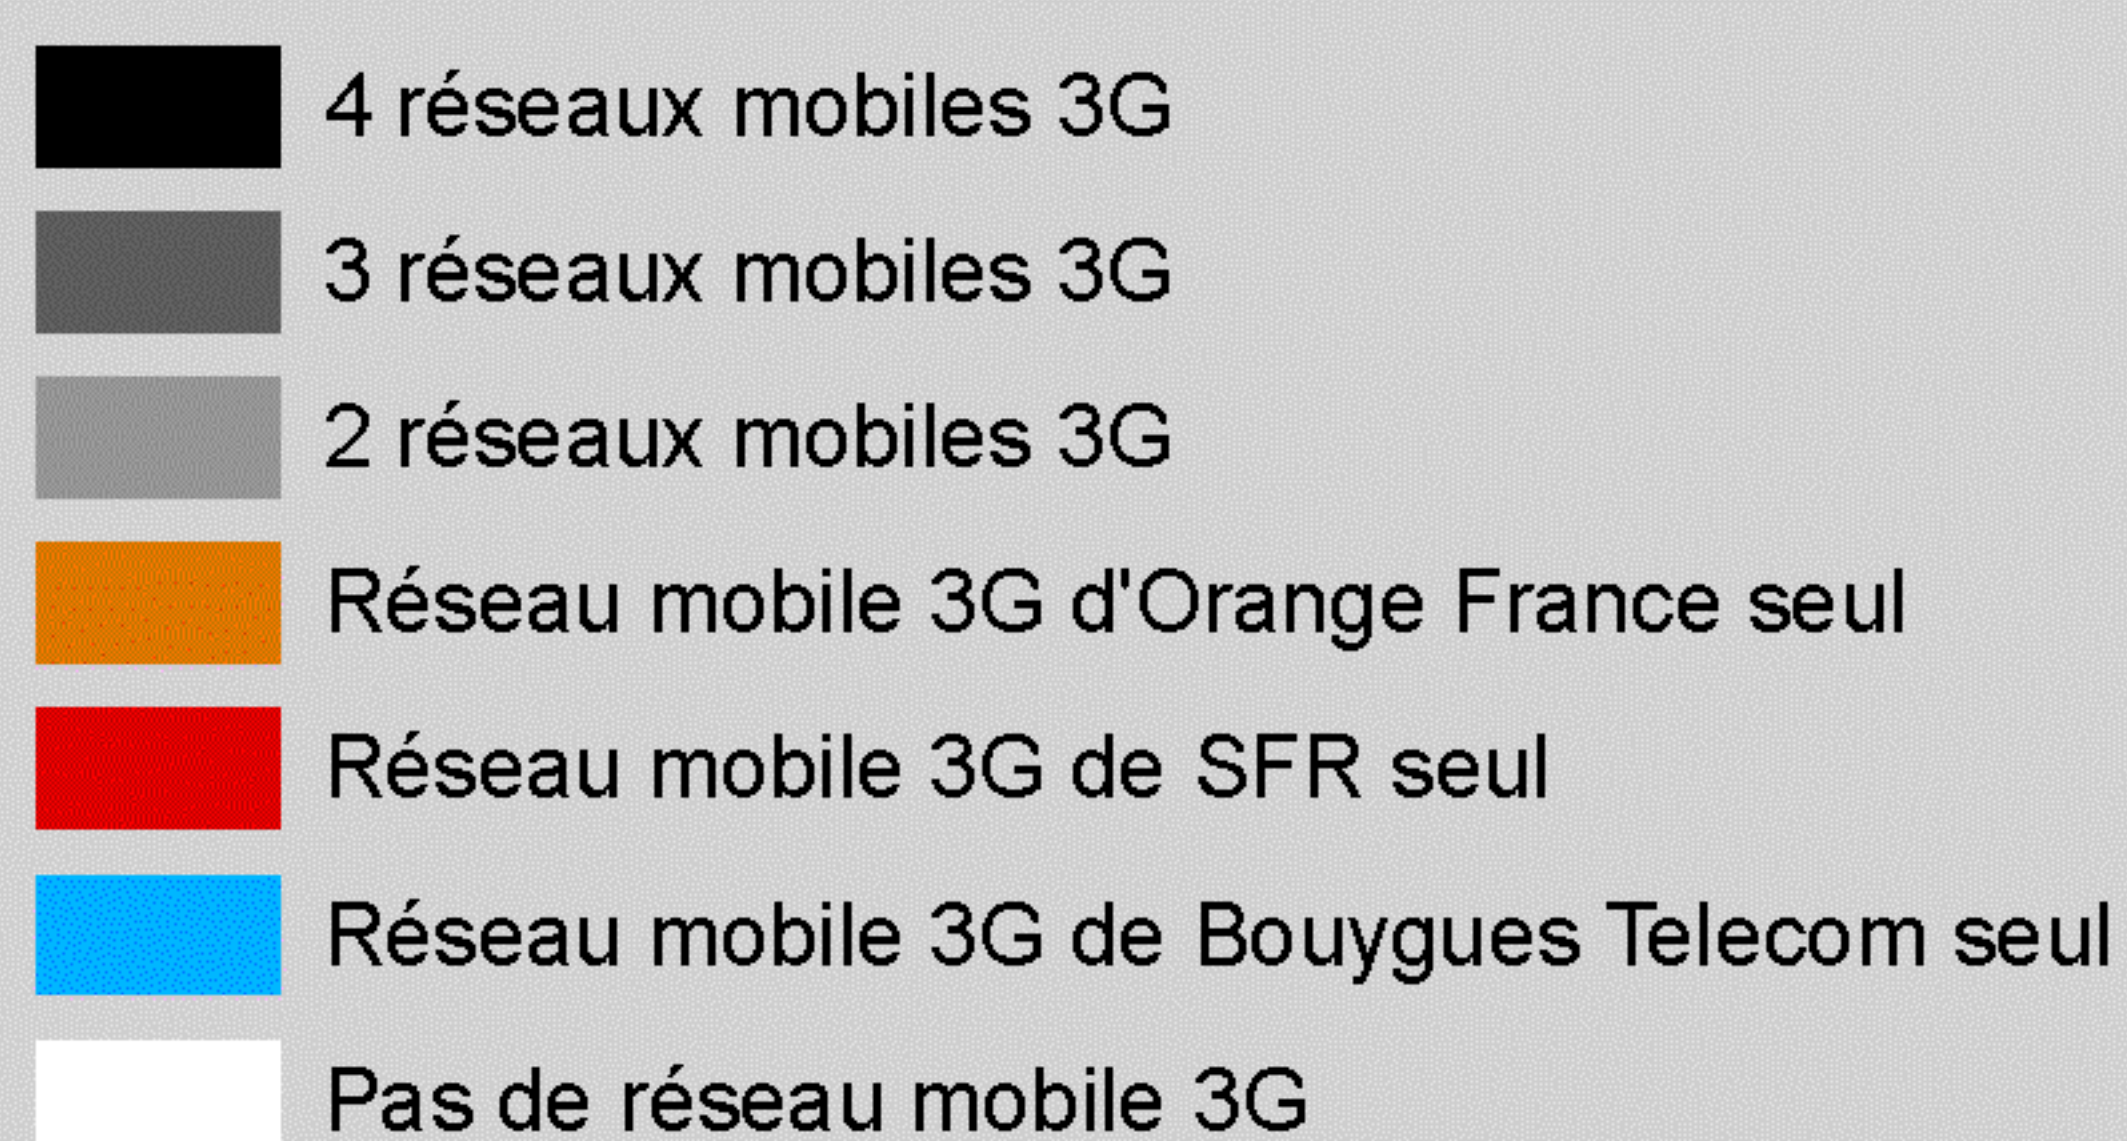 4 réseaux mobiles 3G
3 réseaux mobiles 3G
2 réseaux mobiles 3G
Réseau mobile 3G d'Orange France seul
Réseau mobile 3G de SFR seul
Réseau mobile 3G de Bouygues Telecom seul
Pas de réseau mobile 3G